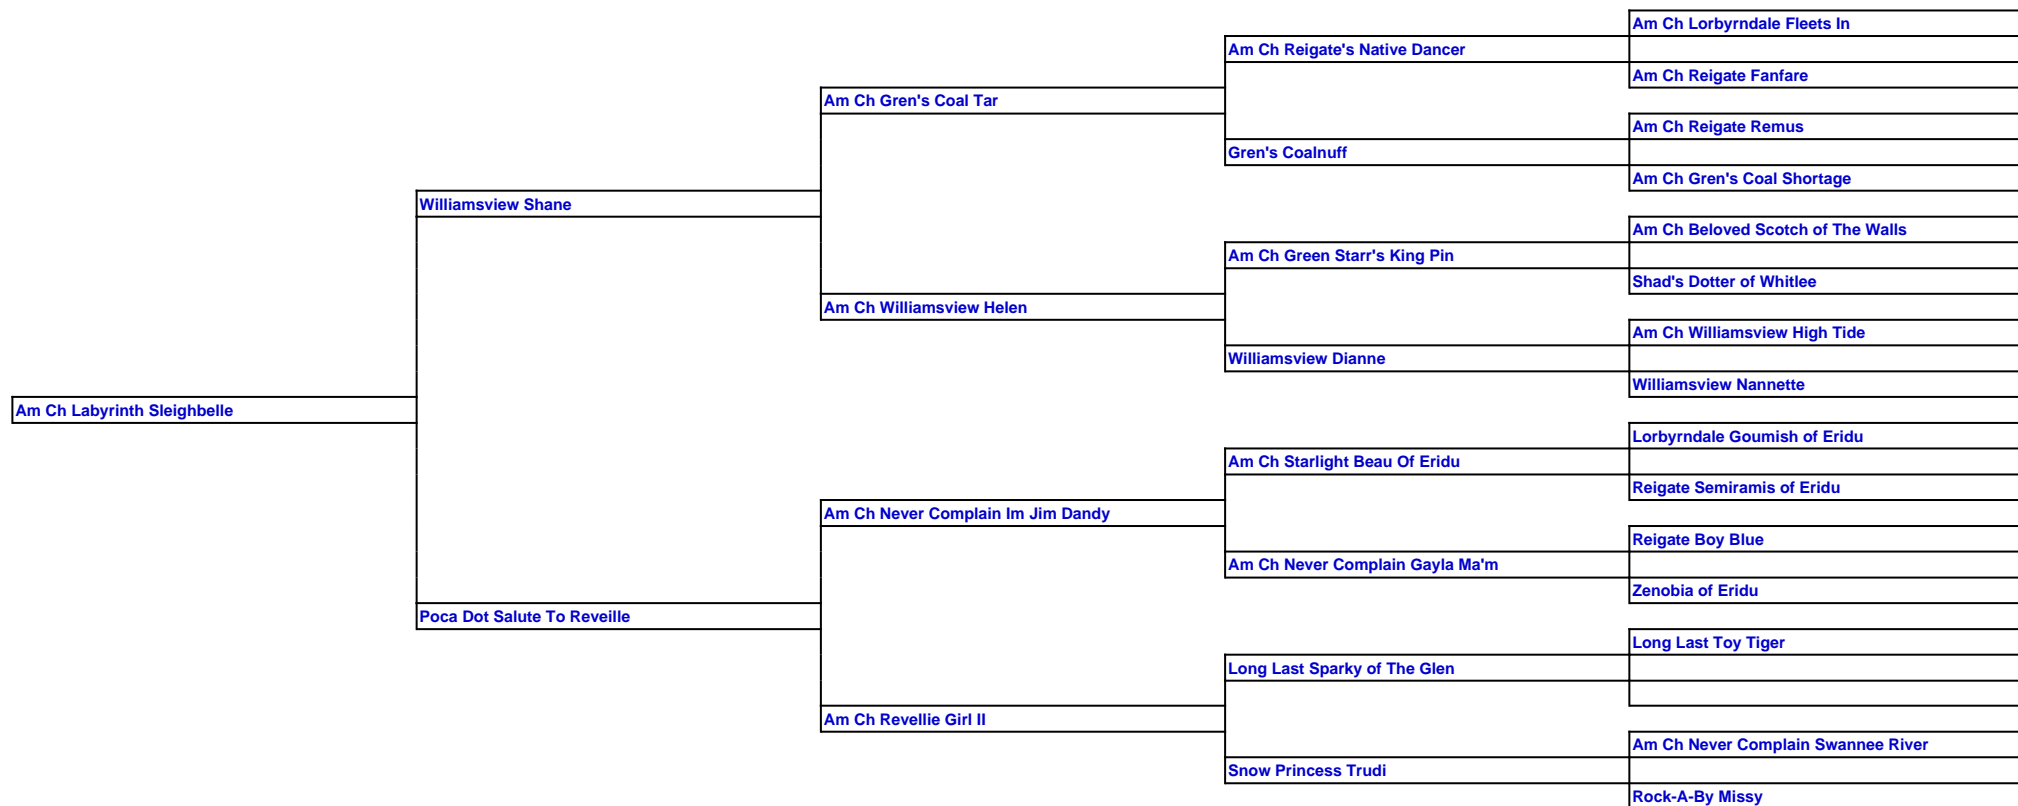 Am Ch Lorbyrndale Fleets In
Am Ch Reigate's Native Dancer
Am Ch Reigate Fanfare
Am Ch Gren's Coal Tar
Am Ch Reigate Remus
Gren's Coalnuff
Am Ch Gren's Coal Shortage
Williamsview Shane
Am Ch Beloved Scotch of The Walls
Am Ch Green Starr's King Pin
Shad's Dotter of Whitlee
Am Ch Williamsview Helen
Am Ch Williamsview High Tide
Williamsview Dianne
Williamsview Nannette
Am Ch Labyrinth Sleighbelle
Lorbyrndale Goumish of Eridu
Am Ch Starlight Beau Of Eridu
Reigate Semiramis of Eridu
Am Ch Never Complain Im Jim Dandy
Reigate Boy Blue
Am Ch Never Complain Gayla Ma'm
Zenobia of Eridu
Poca Dot Salute To Reveille
Long Last Toy Tiger
Long Last Sparky of The Glen
Am Ch Revellie Girl II
Am Ch Never Complain Swannee River
Snow Princess Trudi
Rock-A-By Missy